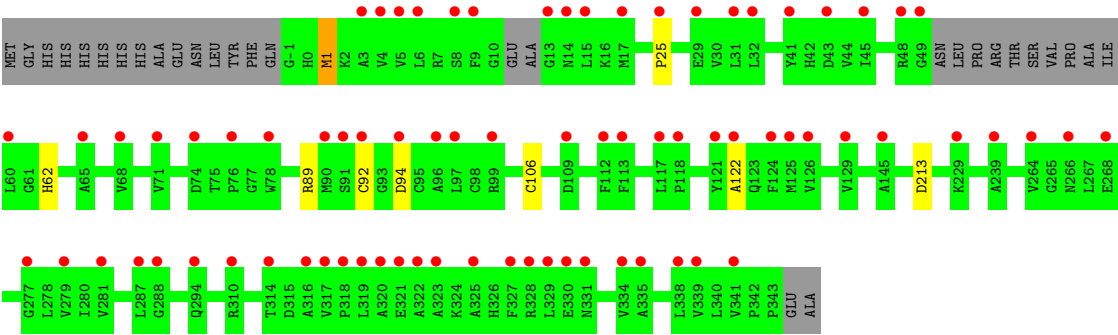 MET GLY HIS HIS HIS HIS HIS HIS HIS ALA GLU ASN LEU TYR PHE GLN G-1 H0 M1 K2 A3 V4 V5 L6 R7 S8 F9 G10 GLU ALA G13 N14 L15 K16 M17 P25 E29 V30 L31 L32 Y41 H42 D43 V44 I45 R48 G49 ASN LEU PRO ARG THR SER VAL PRO ALA ILE
L60 G61 H62 A65 V68 V71 D74 T75 P76 G77 W78 R89 M90 S91 C92 G93 D94 C95 A96 L97 C98 R99 C106 D109 F112 F113 L117 P118 Y121 A122 Q123 F124 M125 V126 V129 A145 D213 K229 A239 V264 G265 N266 L267 E268
G277 L278 V279 I280 V281 L287 G288 Q294 R310 T314 D315 A316 V317 P318 L319 A320 E321 A322 A323 K324 A325 H326 F327 R328 L329 E330 N331 V334 A335 L338 V339 L340 V341 P342 P343 GLU ALA